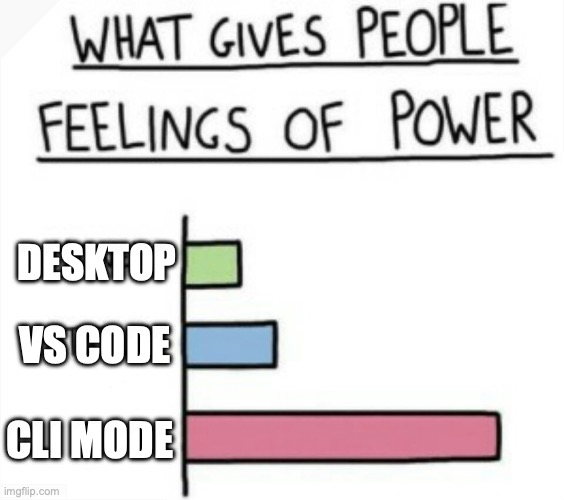 WHAT GIVES PEOPLE
FEELINGS OF POWER
DESKTOP
VS CODE
CLI MODE
imgflip.com